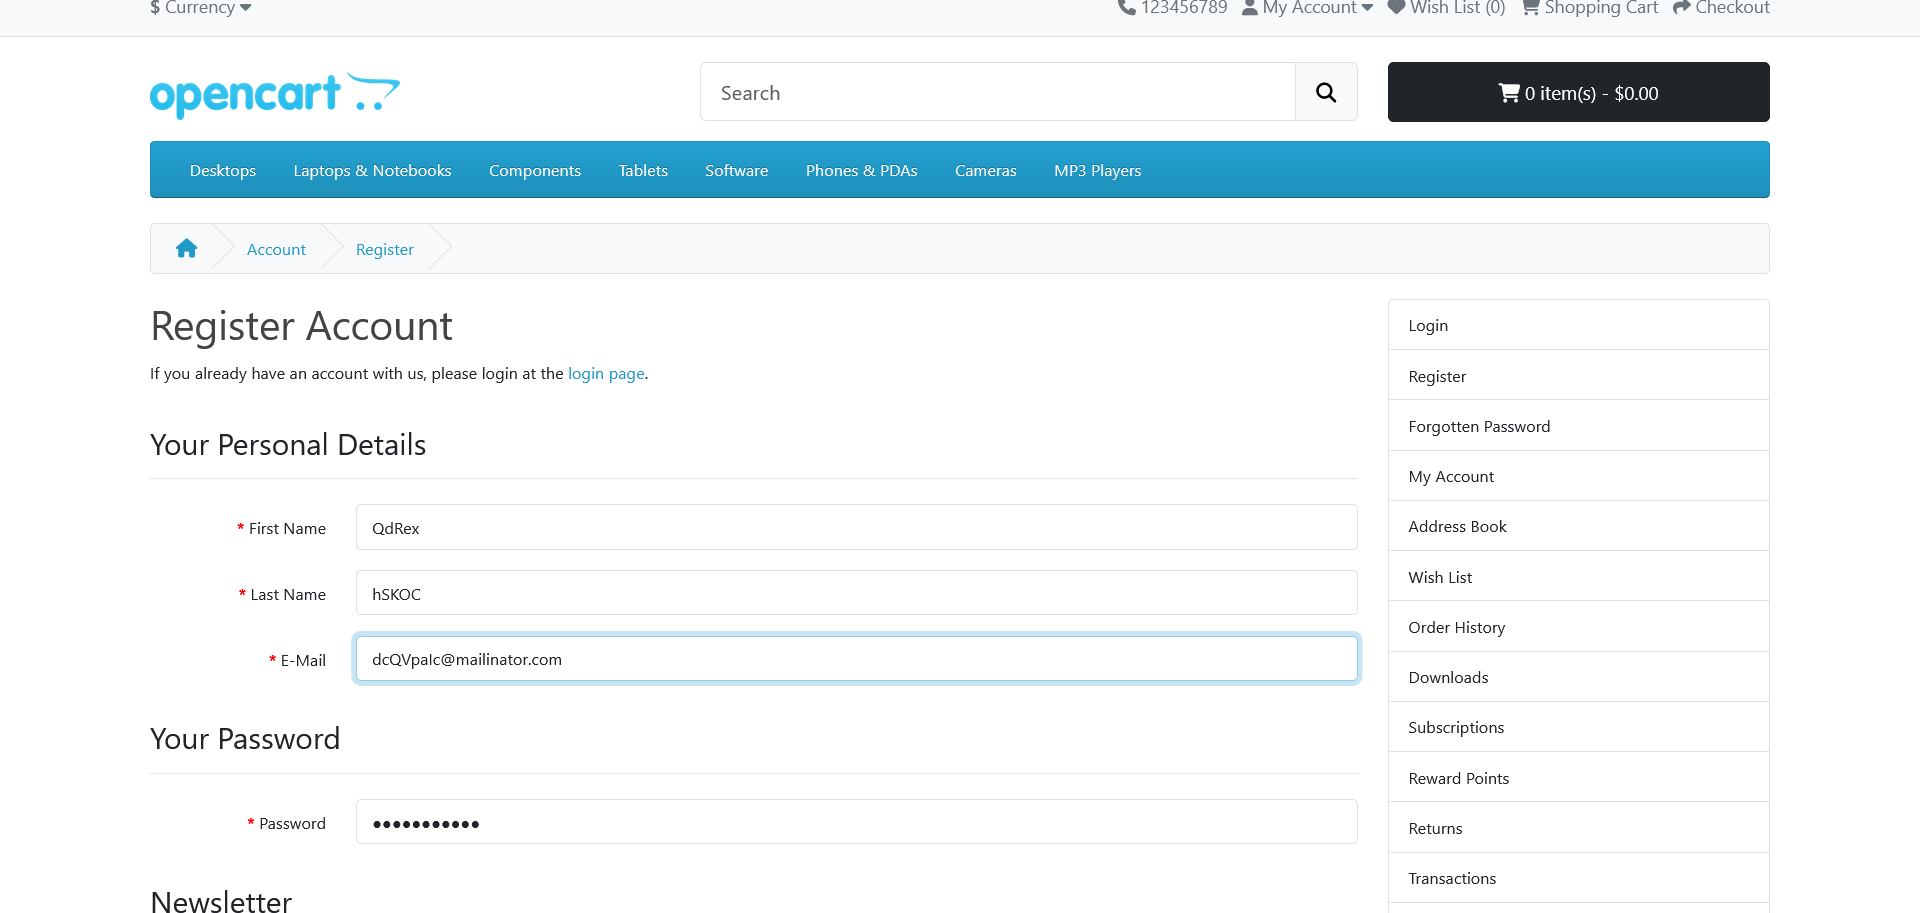 $ Currency
123456789 My Account Wish List (0) Shopping Cart Checkout
opencart
Search
0 item(s) - $0.00
Desktops Laptops & Notebooks Components Tablets Software Phones & PDAs Cameras MP3 Players
Account Register
Register Account
If you already have an account with us, please login at the login page.
Your Personal Details
* First Name QdRex
* Last Name hSKOC
* E-Mail dcQVpalc@mailinator.com
Your Password
* Password •••••••••••
Newsletter
Login
Register
Forgotten Password
My Account
Address Book
Wish List
Order History
Downloads
Subscriptions
Reward Points
Returns
Transactions